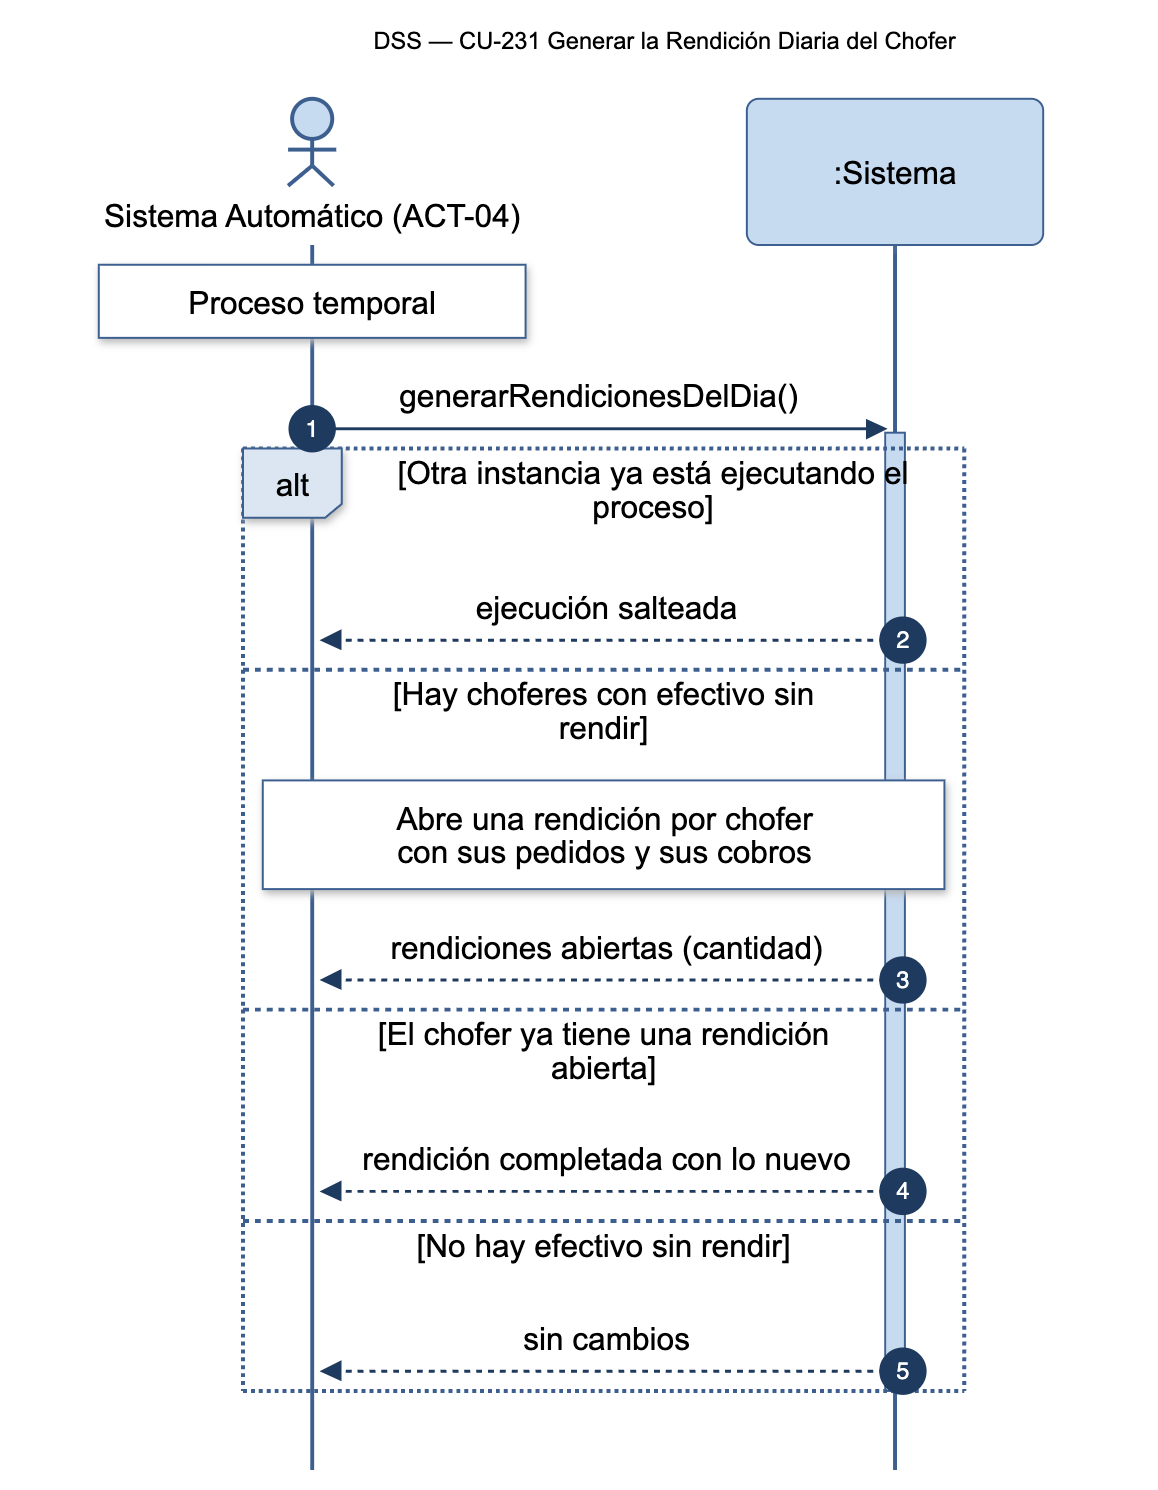 DSS — CU-231 Generar la Rendición Diaria del Chofer
Sistema Automático (ACT-04)
:Sistema
Proceso temporal
generarRendicionesDelDia()
1
alt
[Otra instancia ya está ejecutando el
proceso]
ejecución salteada
2
[Hay choferes con efectivo sin
rendir]
Abre una rendición por chofer
con sus pedidos y sus cobros
rendiciones abiertas (cantidad)
3
[El chofer ya tiene una rendición
abierta]
rendición completada con lo nuevo
4
[No hay efectivo sin rendir]
sin cambios
5